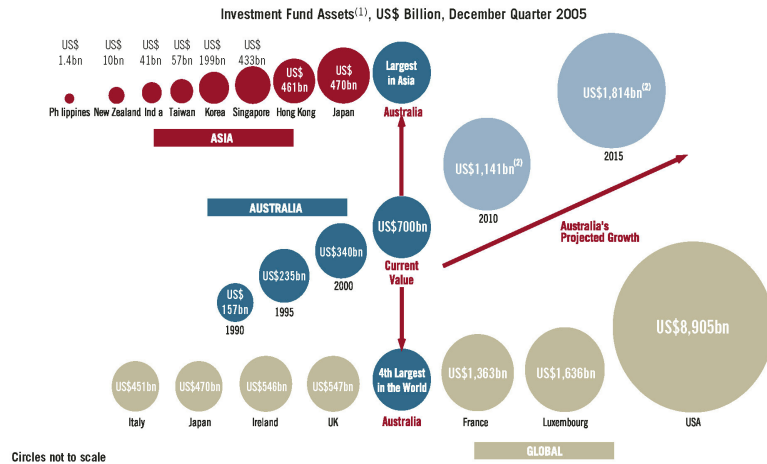 Investment Fund Assets(1), US$ Billion, December Quarter 2005
US$ 1.4bn
US$ 10bn
US$ 41bn
US$ 57bn
US$ 199bn
US$ 433bn
US$ 461bn
US$ 470bn
Largest in Asia
Ph lippines
New Zealand
Ind a
Taiwan
Korea
Singapore
Hong Kong
Japan
Australia
ASIA
US$1,814bn(2)
2015
US$1,141bn(2)
2010
AUSTRALIA
US$700bn
Current
Value
Australia's
Projected Growth
US$340bn
2000
US$235bn
1995
US$ 157bn
1990
US$451bn
US$470bn
US$546bn
US$547bn
4th Largest
in the World
US$1,363bn
US$1,636bn
US$8,905bn
Italy
Japan
Ireland
UK
Australia
France
Luxembourg
USA
GLOBAL
Circles not to scale